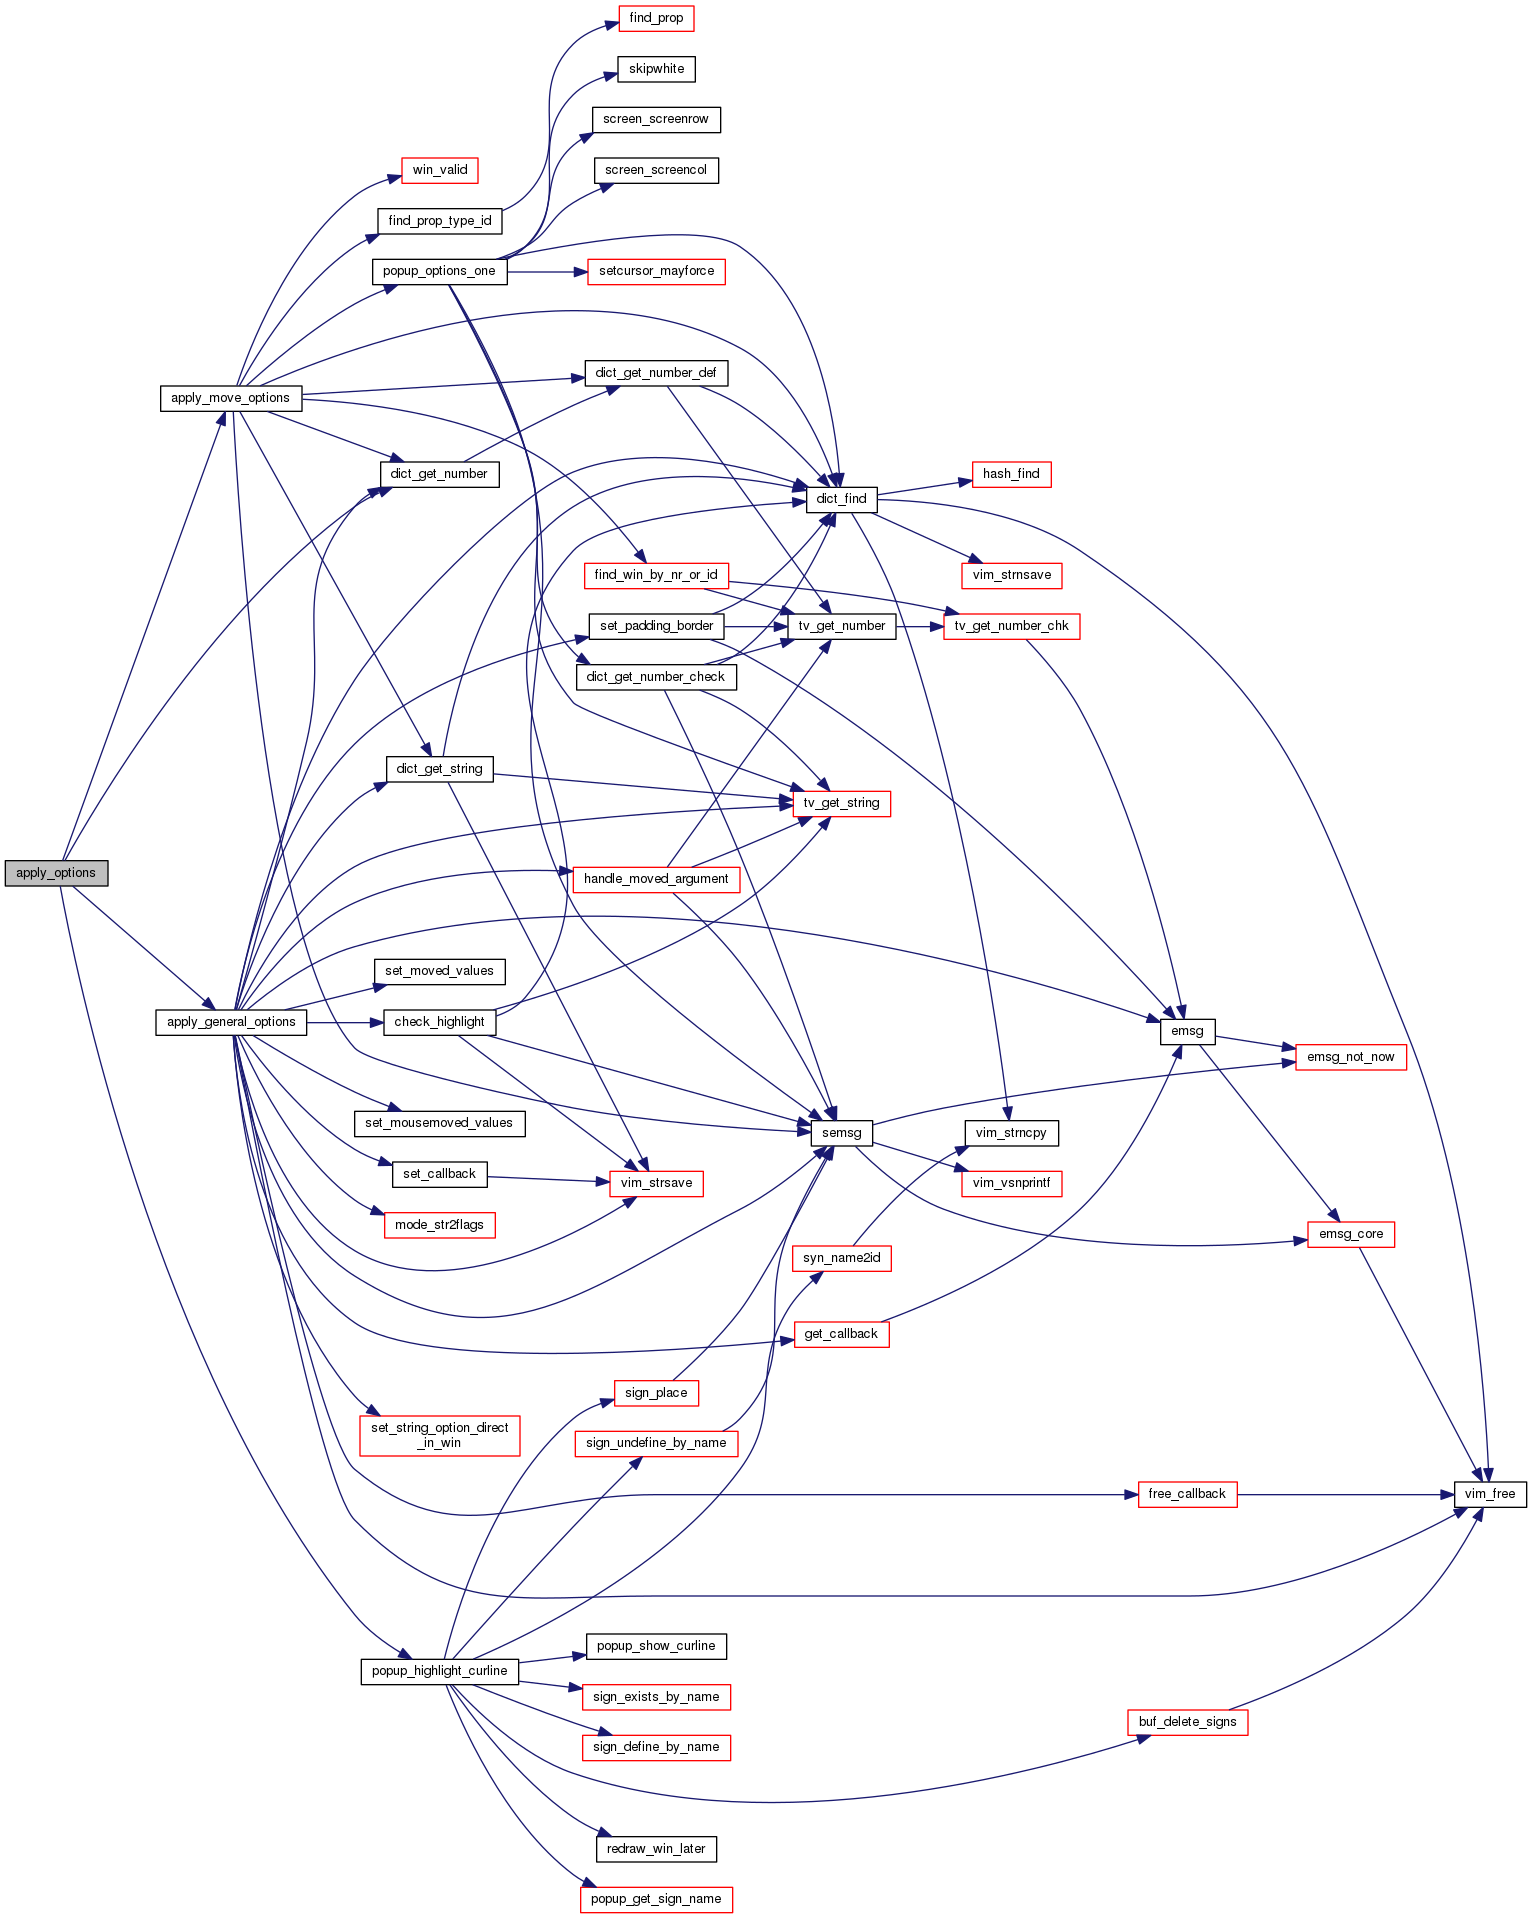 find_prop
skipwhite
screen_screenrow
win_valid
screen_screencol
find_prop_type_id
popup_options_one
setcursor_mayforce
dict_get_number_def
apply_move_options
dict_get_number
hash_find
dict_find
find_win_by_nr_or_id
vim_strnsave
set_padding_border
tv_get_number
tv_get_number_chk
dict_get_number_check
dict_get_string
tv_get_string
apply_options
handle_moved_argument
set_moved_values
apply_general_options
check_highlight
emsg
emsg_not_now
set_mousemoved_values
semsg
vim_strncpy
set_callback
vim_strsave
vim_vsnprintf
mode_str2flags
emsg_core
syn_name2id
get_callback
sign_place
set_string_option_direct
_in_win
sign_undefine_by_name
free_callback
vim_free
popup_show_curline
popup_highlight_curline
sign_exists_by_name
buf_delete_signs
sign_define_by_name
redraw_win_later
popup_get_sign_name